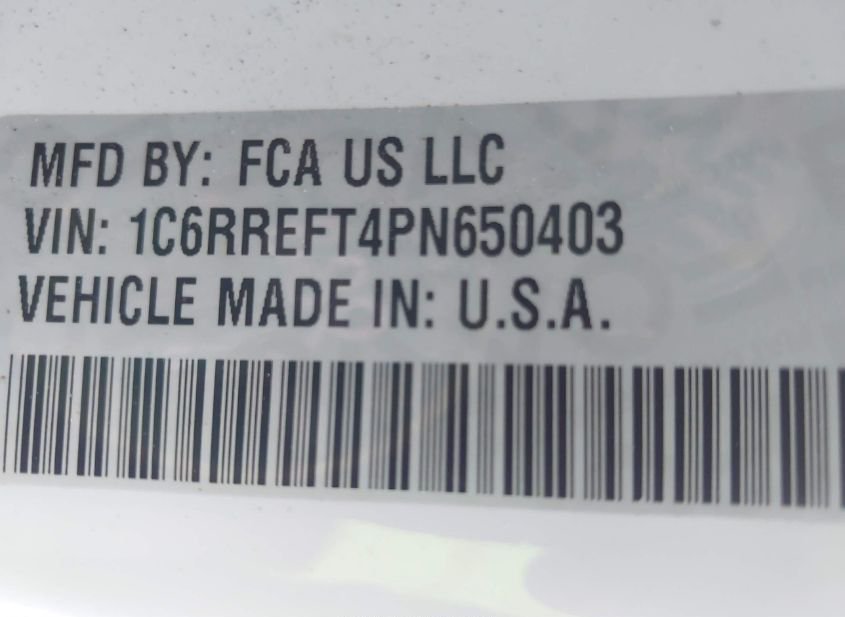 MFD BY: FCA US LLC
VIN: 1C6RREFT4PN650403
VEHICLE MADE IN: U.S.A.